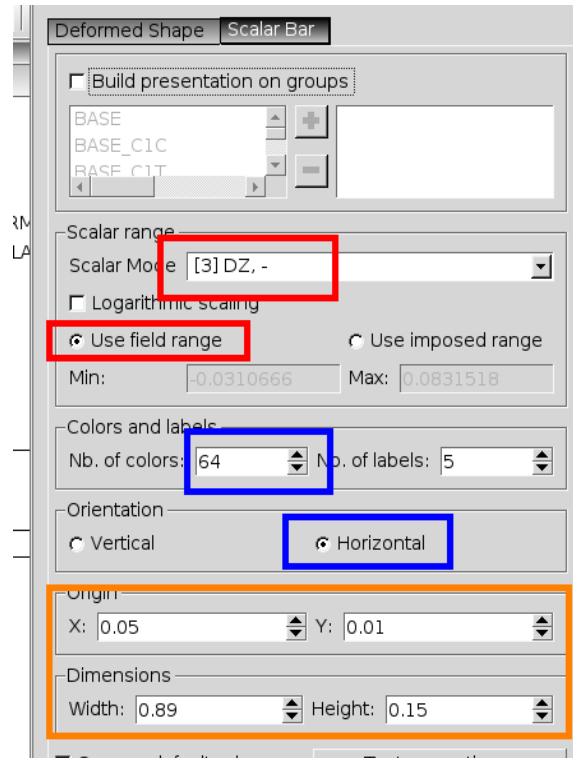 Deformed Shape Scalar Bar
Build presentation on groups
BASE
BASE_C1C
BASE_C1T
Scalar range
Scalar Mode [3] DZ, -
Logarithmic scaling
Use field range Use imposed range
Min: -0.0310666 Max: 0.0831518
Colors and labels
Nb. of colors: 64 Nb. of labels: 5
Orientation
Vertical Horizontal
Origin
X: 0.05 Y: 0.01
Dimensions
Width: 0.89 Height: 0.15